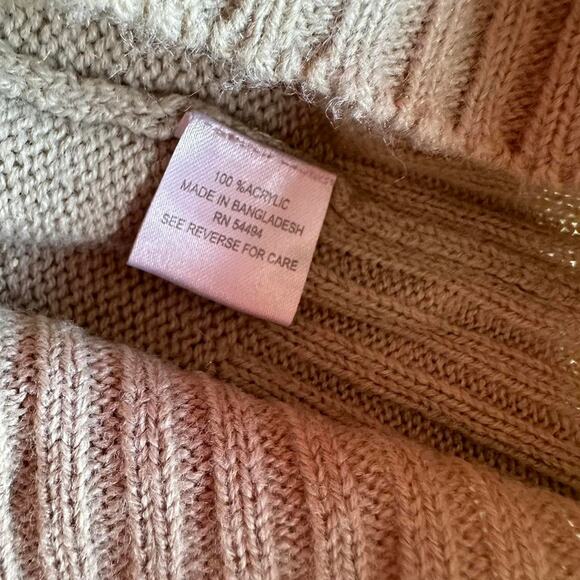 100 %ACRYLIC
MADE IN BANGLADESH
RN 54494
SEE REVERSE FOR CARE